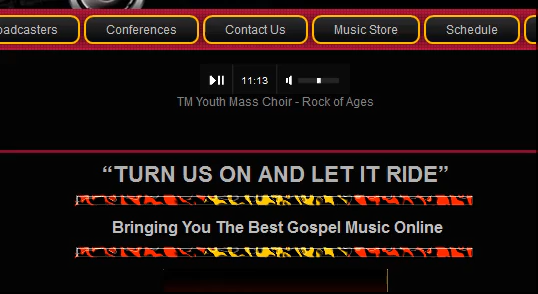 oadcasters Conferences Contact Us Music Store Schedule
11:13
TM Youth Mass Choir - Rock of Ages
“TURN US ON AND LET IT RIDE”
Bringing You The Best Gospel Music Online